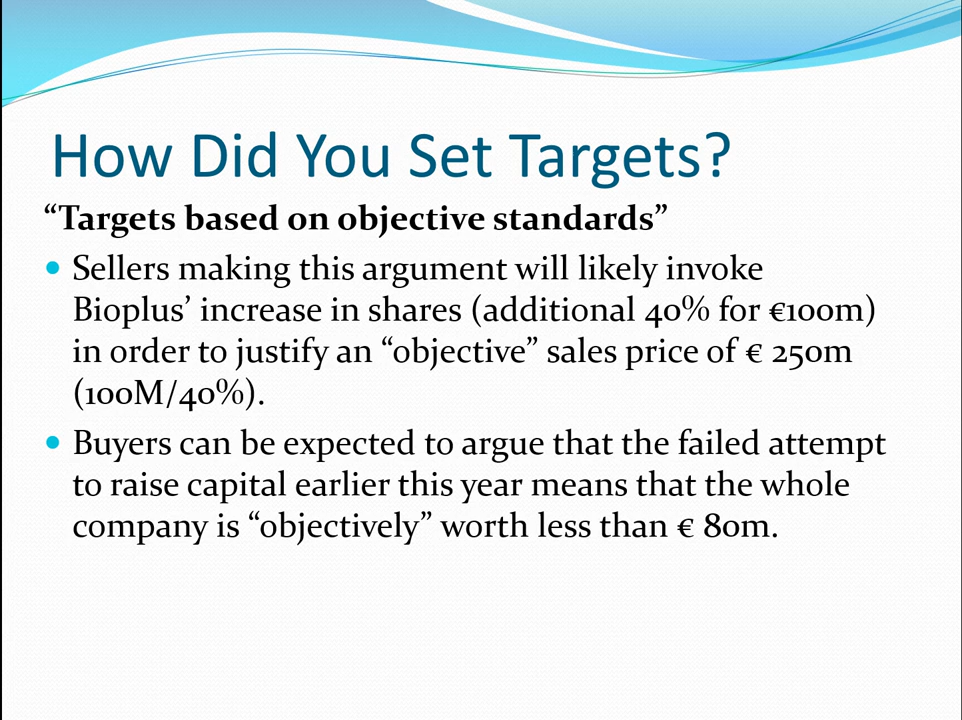 How Did You Set Targets?
“Targets based on objective standards”
• Sellers making this argument will likely invoke
Bioplus’ increase in shares (additional 40% for €100m)
in order to justify an “objective” sales price of € 250m
(100M/40%).
• Buyers can be expected to argue that the failed attempt
to raise capital earlier this year means that the whole
company is “objectively” worth less than € 80m.